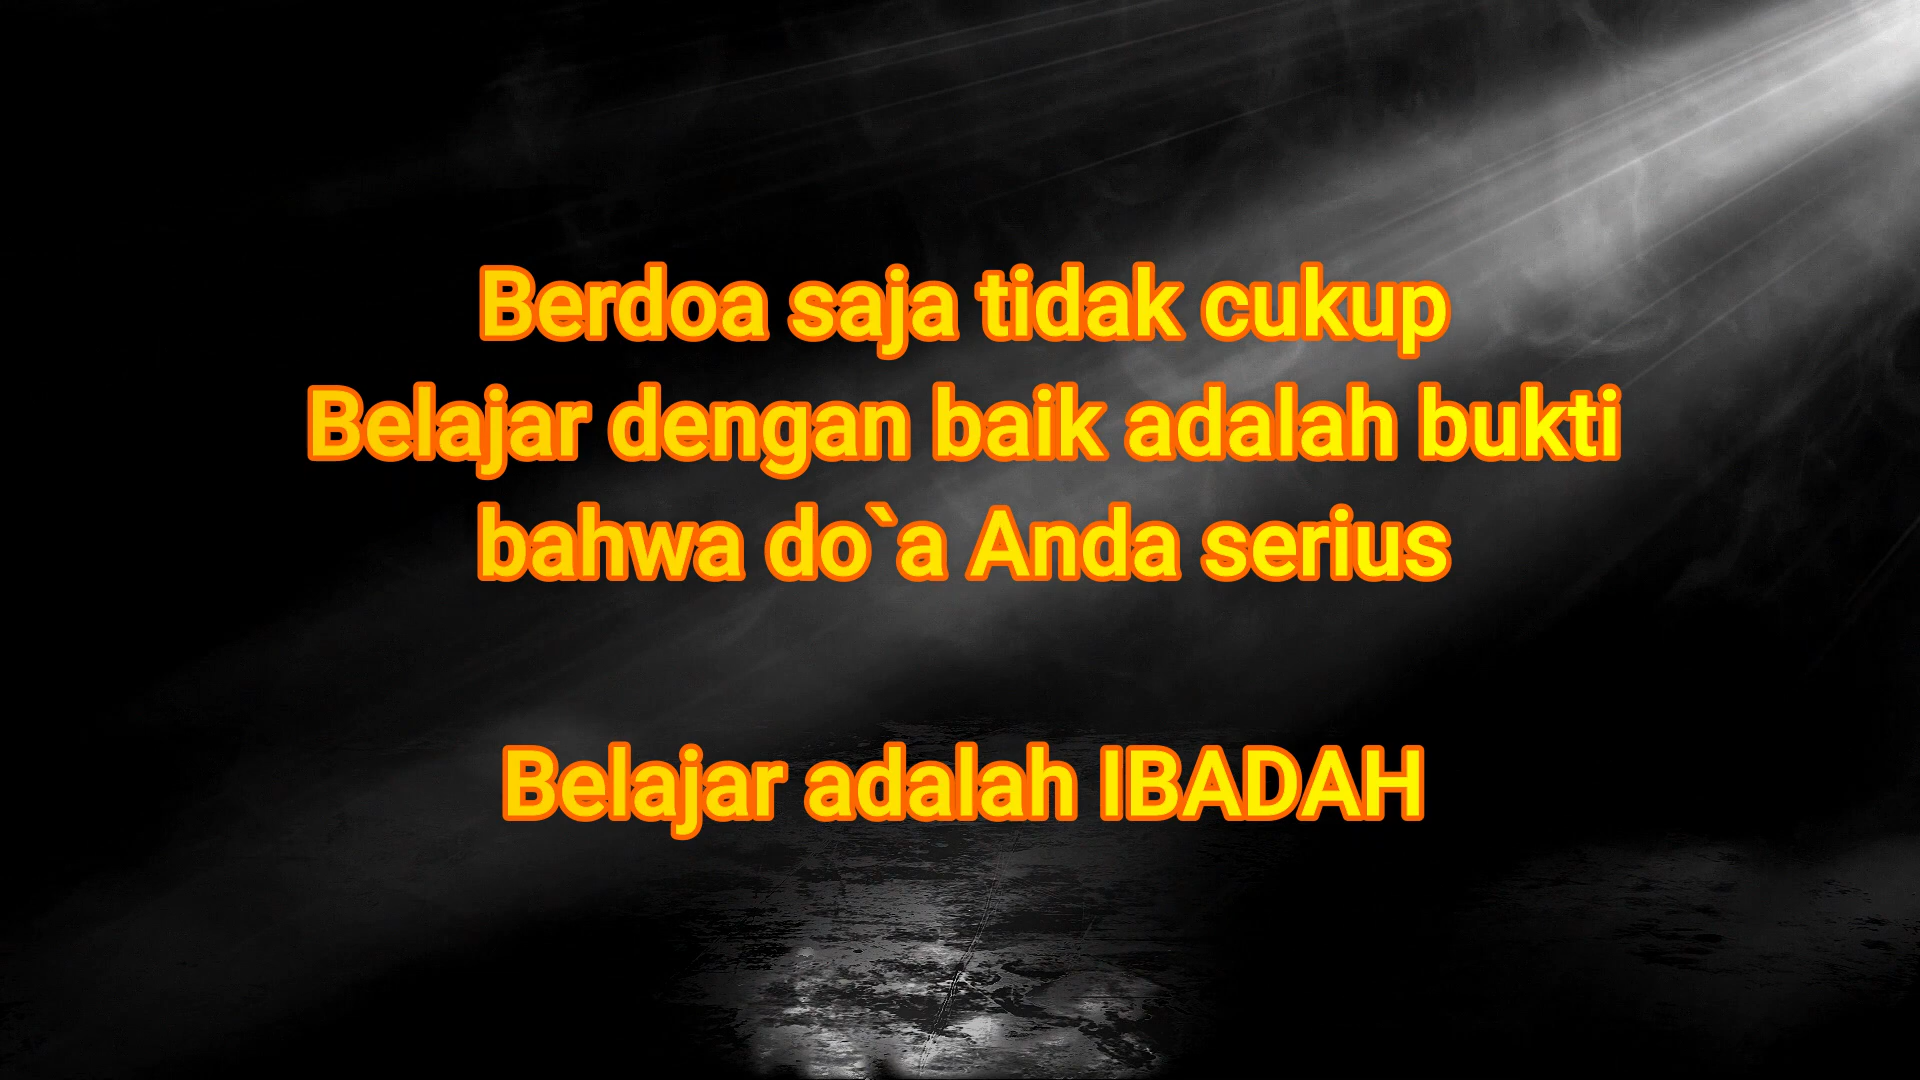 Berdoa saja tidak cukup
Belajar dengan baik adalah bukti
bahwa do`a Anda serius
Belajar adalah IBADAH